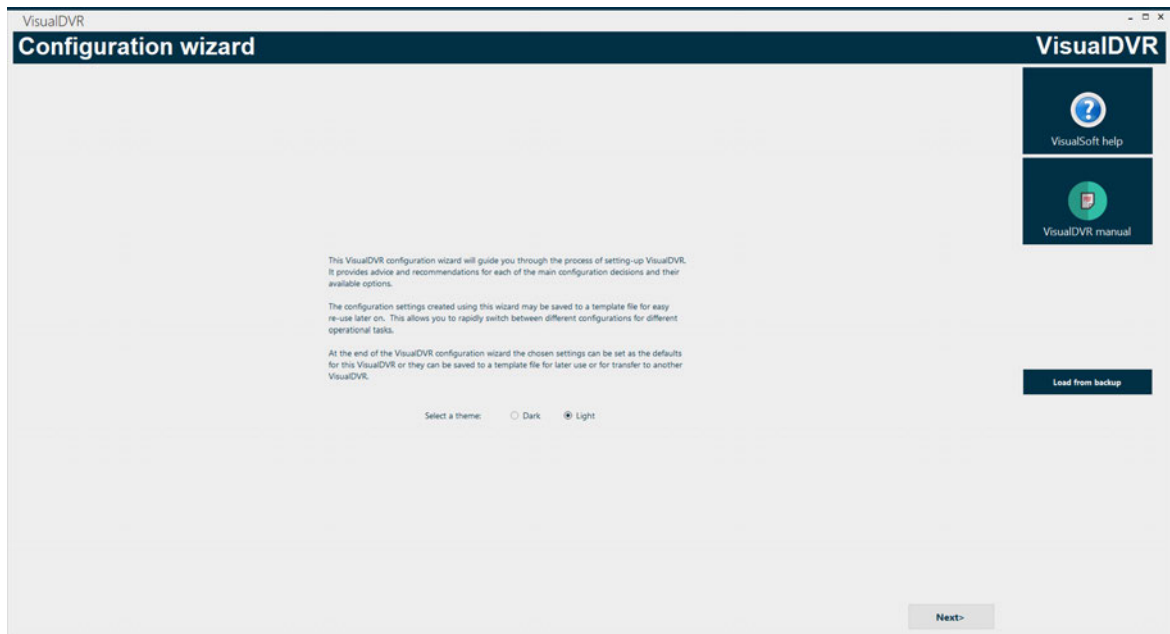 VisualDVR
Configuration wizard
VisualDVR
VisualSoft help
VisualDVR manual
This VisualDVR configuration wizard will guide you through the process of setting-up VisualDVR.
It provides advice and recommendations for each of the main configuration decisions and their
available options.
The configuration settings created using this wizard may be saved to a template file for easy
re-use later on. This allows you to rapidly switch between different configurations for different
operational tasks.
At the end of the VisualDVR configuration wizard the chosen settings can be set as the defaults
for this VisualDVR or they can be saved to a template file for later use or for transfer to another
VisualDVR.
Load from backup
Select a theme: Dark Light
Next>